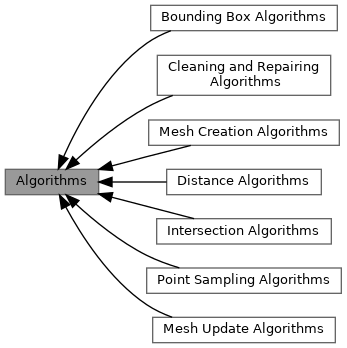 Bounding Box Algorithms
Cleaning and Repairing
Algorithms
Mesh Creation Algorithms
Algorithms
Distance Algorithms
Intersection Algorithms
Point Sampling Algorithms
Mesh Update Algorithms